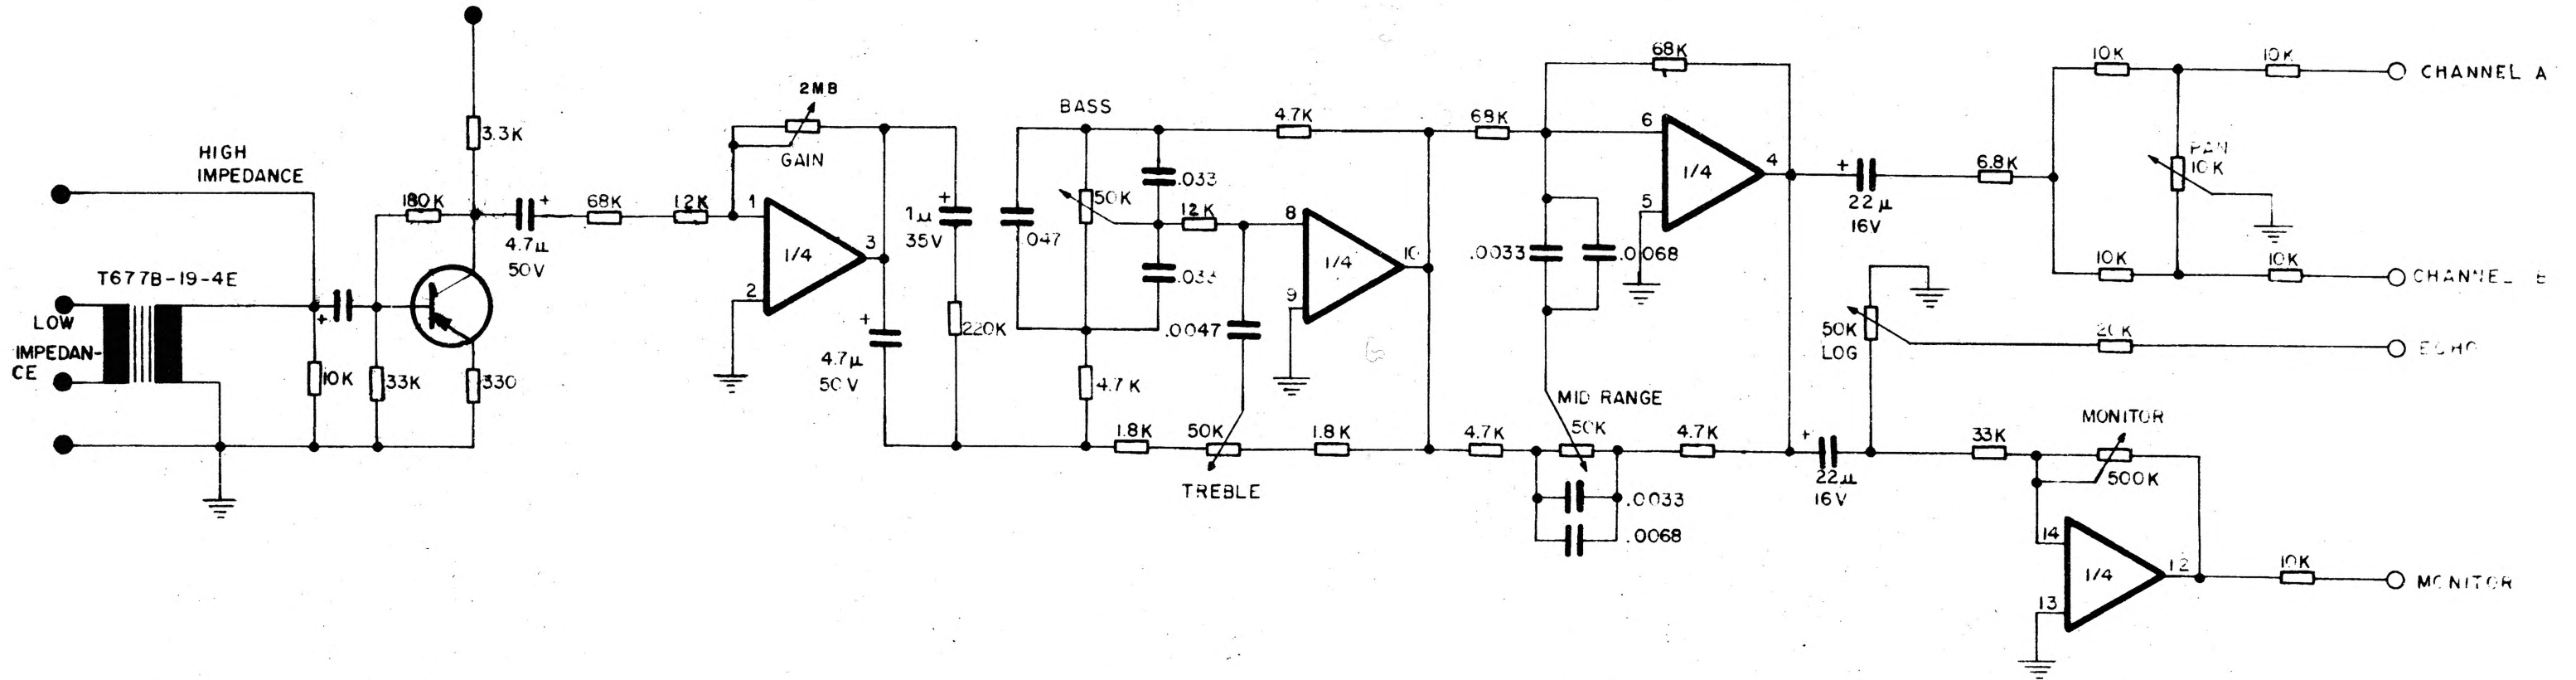 HIGH
IMPEDANCE
T677B-19-4E
LOW
IMPEDAN-
CE
10K
33K
330
180K
3.3K
4.7µ
50V
+
+
68K
12K
2MB
GAIN
1
2
3
1/4
+
4.7µ
50V
+
1µ
35V
220K
BASS
.047
50K
.033
.033
12K
4.7K
4.7K
.0047
8
9
10
1/4
1.8K
50K
1.8K
TREBLE
68K
68K
6
5
4
1/4
.0033
.0068
MID RANGE
4.7K
50K
4.7K
.0033
.0068
+
22µ
16V
6.8K
10K
10K
CHANNEL A
PAN
10K
10K
10K
50K
LOG
+
22µ
16V
33K
MONITOR
500K
14
13
12
1/4
10K
MONITOR